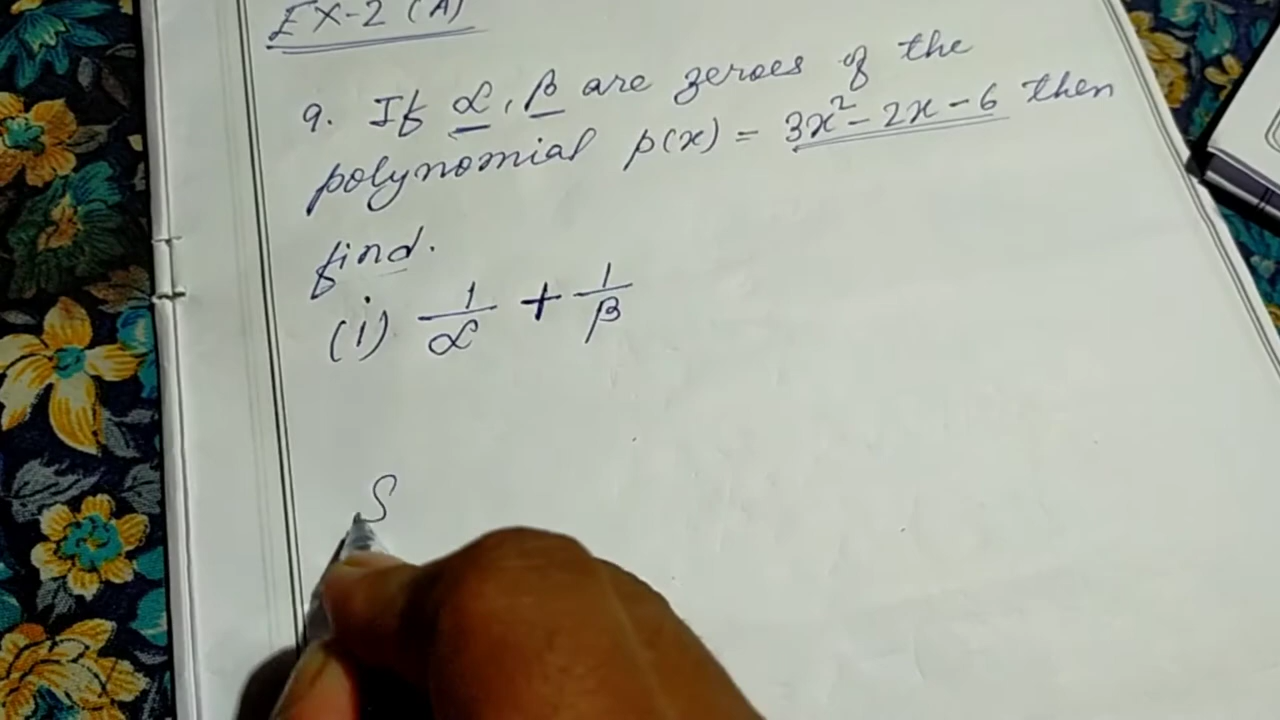 EX-2 (A)
9. If α, β are zeroes of the
polynomial p(x) = 3x² - 2x - 6 then
find.
(i) 1/α + 1/β
S